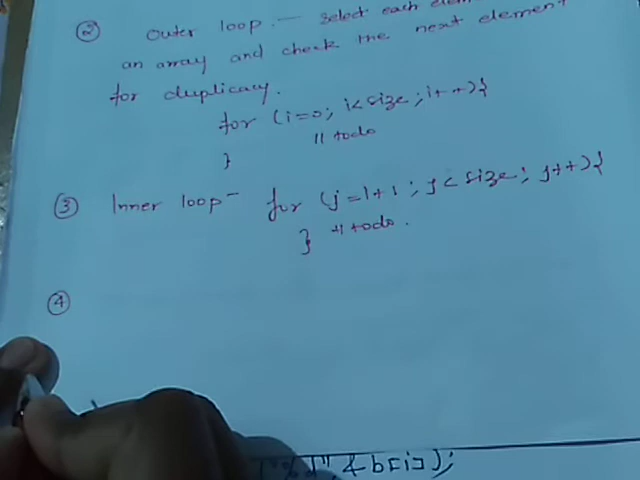 ② Outer loop :- select each
an array and check the next element
for duplicacy.
for (i=0; i<size; i++){
// todo
}
③ Inner loop - for (j=i+1; j<size; j++){
} // todo.
④
&b[i]);